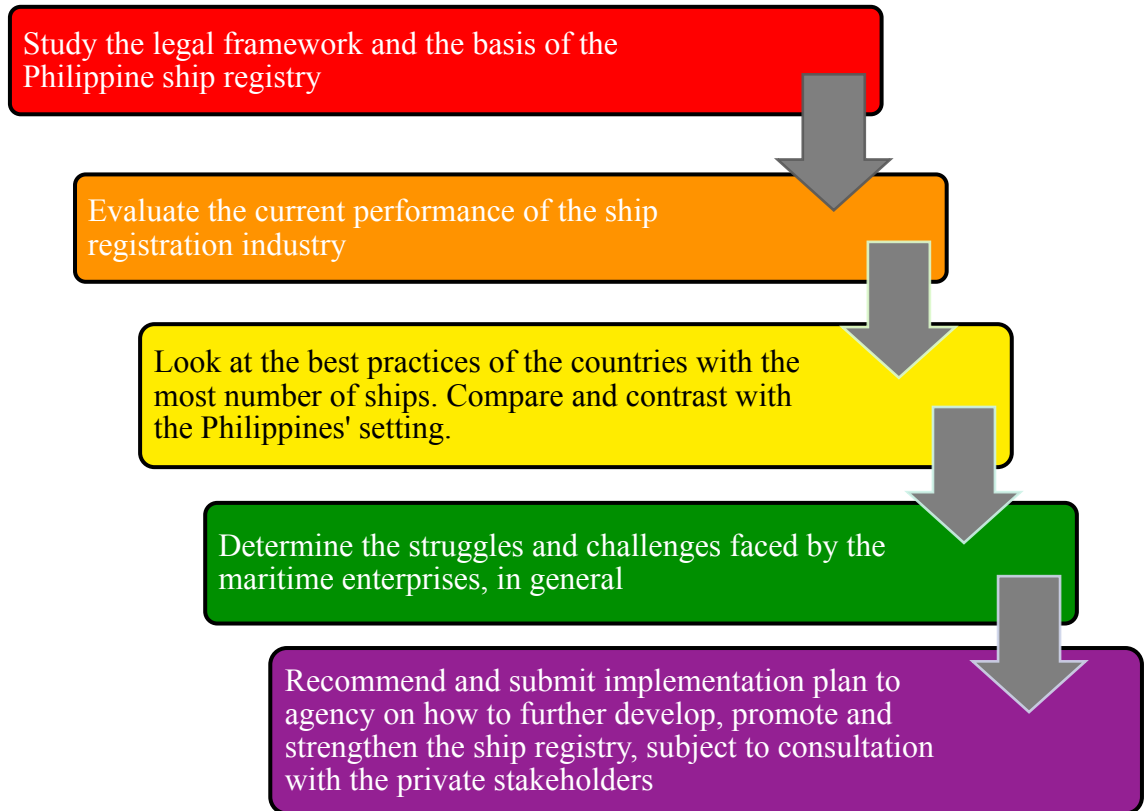 Study the legal framework and the basis of the
Philippine ship registry
Evaluate the current performance of the ship
registration industry
Look at the best practices of the countries with the
most number of ships. Compare and contrast with
the Philippines' setting.
Determine the struggles and challenges faced by the
maritime enterprises, in general
Recommend and submit implementation plan to
agency on how to further develop, promote and
strengthen the ship registry, subject to consultation
with the private stakeholders